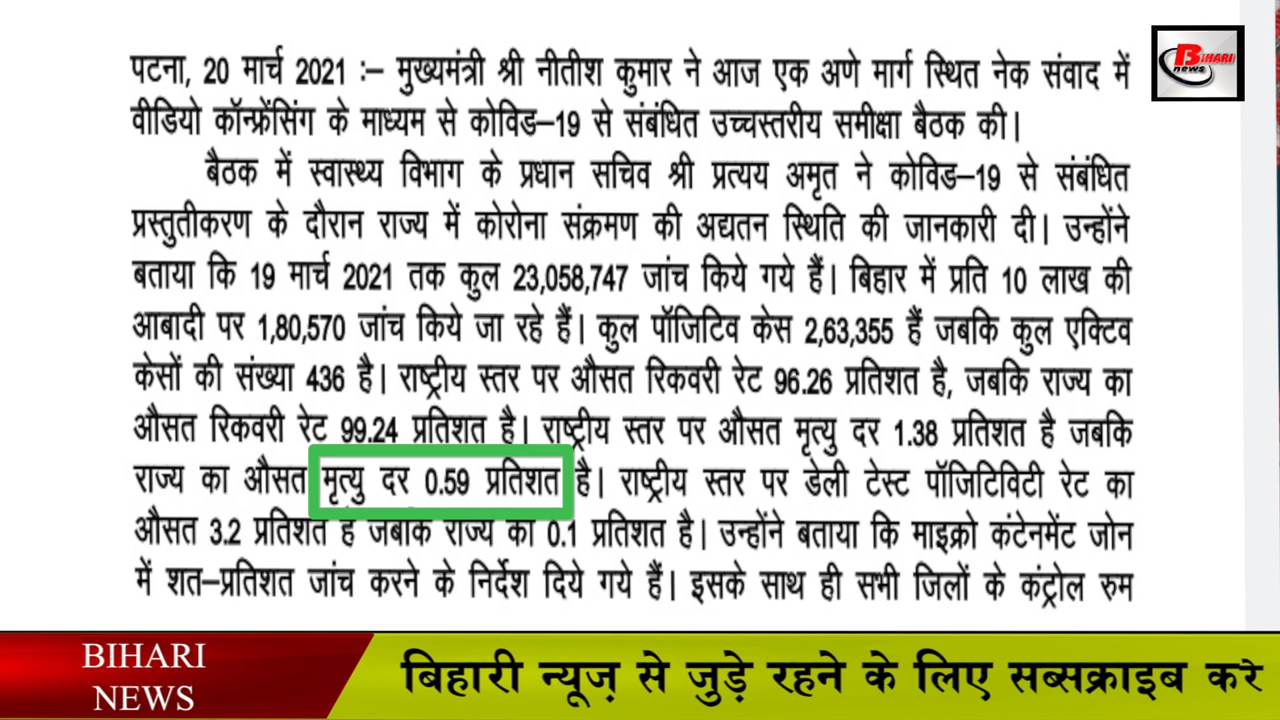 BIHARI
news
पटना, 20 मार्च 2021 :– मुख्यमंत्री श्री नीतीश कुमार ने आज एक अणे मार्ग स्थित नेक संवाद में
वीडियो कॉन्फ्रेंसिंग के माध्यम से कोविड–19 से संबंधित उच्चस्तरीय समीक्षा बैठक की।
बैठक में स्वास्थ्य विभाग के प्रधान सचिव श्री प्रत्यय अमृत ने कोविड–19 से संबंधित
प्रस्तुतीकरण के दौरान राज्य में कोरोना संक्रमण की अद्यतन स्थिति की जानकारी दी। उन्होंने
बताया कि 19 मार्च 2021 तक कुल 23,058,747 जांच किये गये हैं। बिहार में प्रति 10 लाख की
आबादी पर 1,80,570 जांच किये जा रहे हैं। कुल पॉजिटिव केस 2,63,355 हैं जबकि कुल एक्टिव
केसों की संख्या 436 है। राष्ट्रीय स्तर पर औसत रिकवरी रेट 96.26 प्रतिशत है, जबकि राज्य का
औसत रिकवरी रेट 99.24 प्रतिशत है। राष्ट्रीय स्तर पर औसत मृत्यु दर 1.38 प्रतिशत है जबकि
राज्य का औसत मृत्यु दर 0.59 प्रतिशत है। राष्ट्रीय स्तर पर डेली टेस्ट पॉजिटिविटी रेट का
औसत 3.2 प्रतिशत है जबकि राज्य का 0.1 प्रतिशत है। उन्होंने बताया कि माइक्रो कंटेनमेंट जोन
में शत–प्रतिशत जांच करने के निर्देश दिये गये हैं। इसके साथ ही सभी जिलों के कंट्रोल रुम
BIHARI
NEWS
बिहारी न्यूज़ से जुड़े रहने के लिए सब्सक्राइब करे